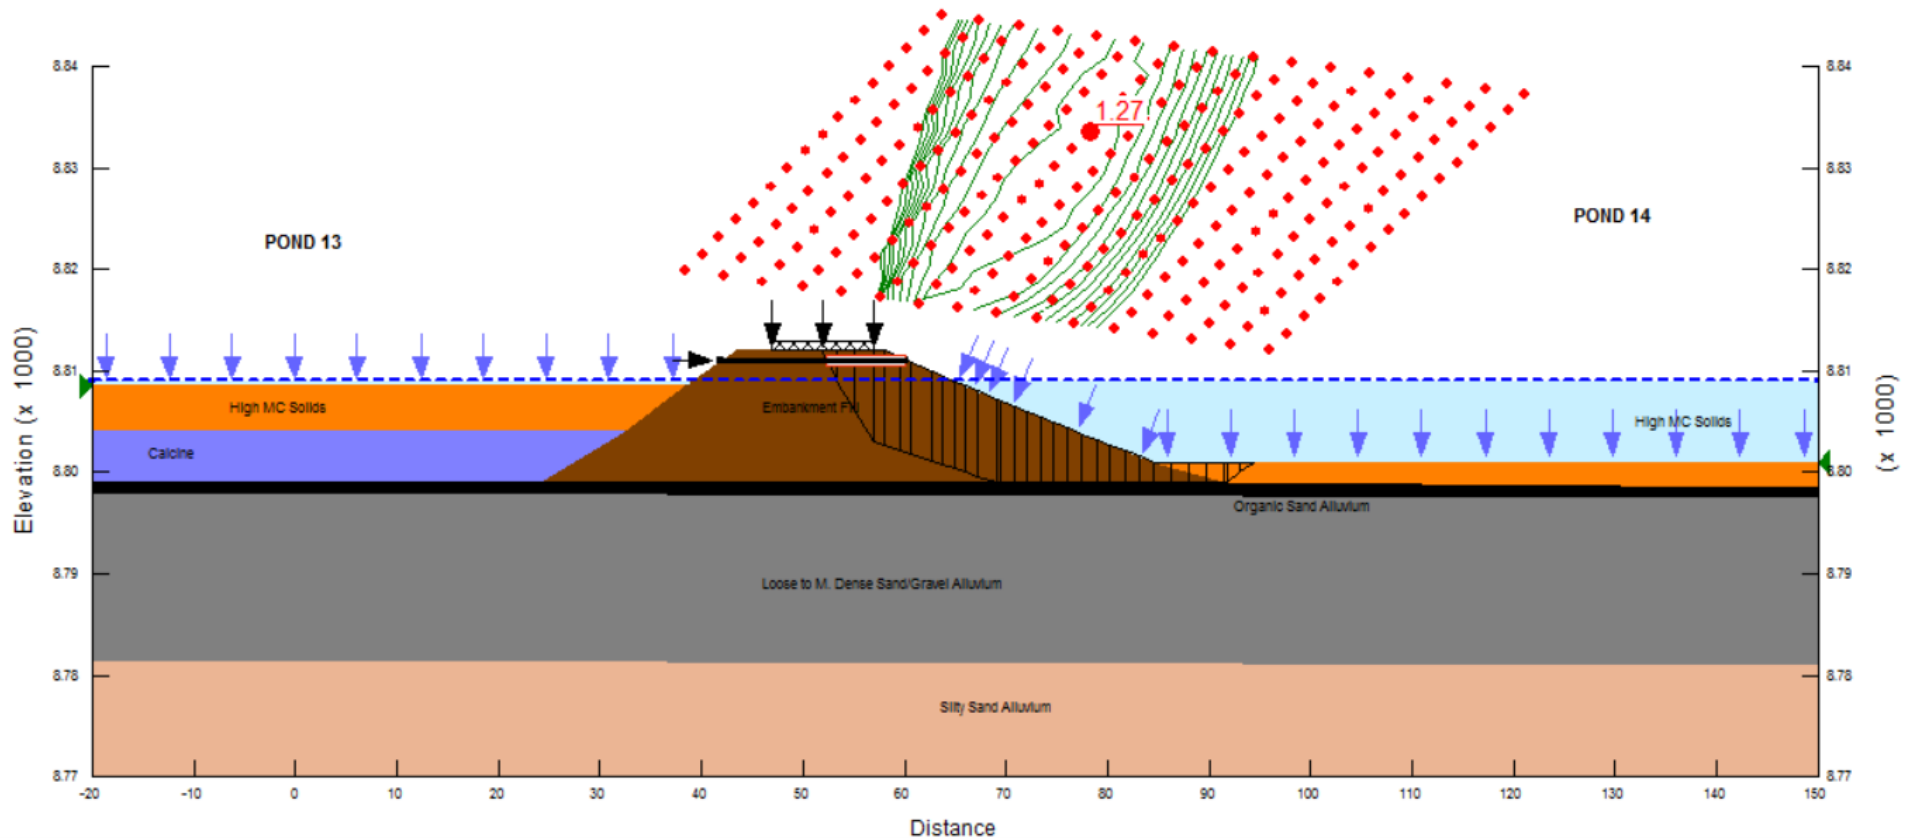 1.27
8.84
8.84
8.83
8.83
POND 13
POND 14
8.82
8.82
8.81
8.81
High MC Solids
Embankment Fill
High MC Solids
Calcine
8.80
8.80
Organic Sand Alluvium
8.79
8.79
Loose to M. Dense Sand/Gravel Alluvium
8.78
8.78
Silty Sand Alluvium
8.77
8.77
Elevation (x 1000)
(x 1000)
-20 -10 0 10 20 30 40 50 60 70 80 90 100 110 120 130 140 150
Distance